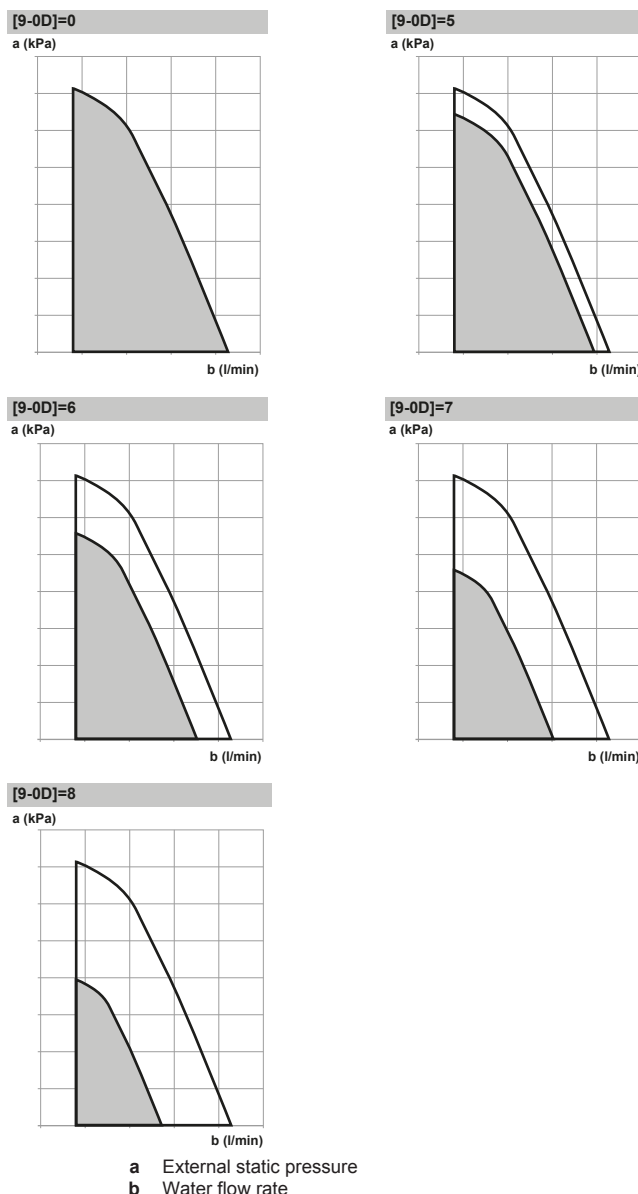 [9-0D]=0
a (kPa)
b (l/min)
[9-0D]=5
a (kPa)
b (l/min)
[9-0D]=6
a (kPa)
b (l/min)
[9-0D]=7
a (kPa)
b (l/min)
[9-0D]=8
a (kPa)
b (l/min)
a External static pressure
b Water flow rate